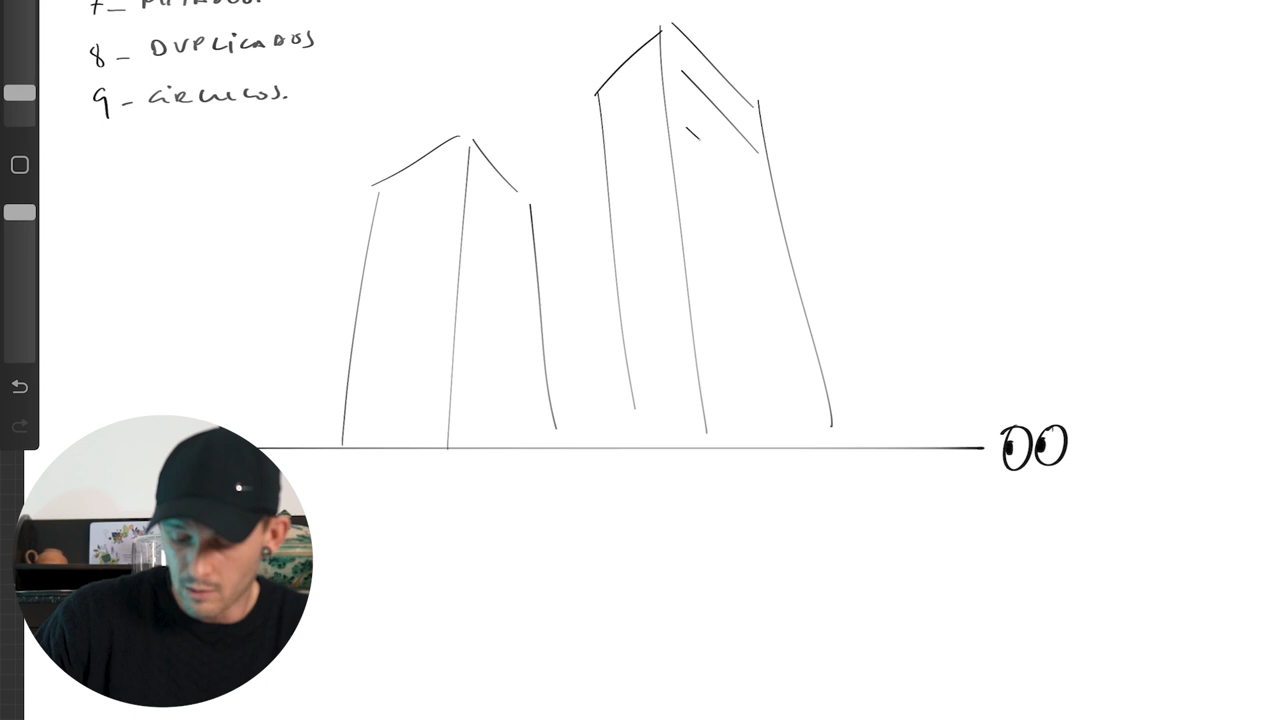 8 - DUPLICADOS
9 - CIRCULOS.